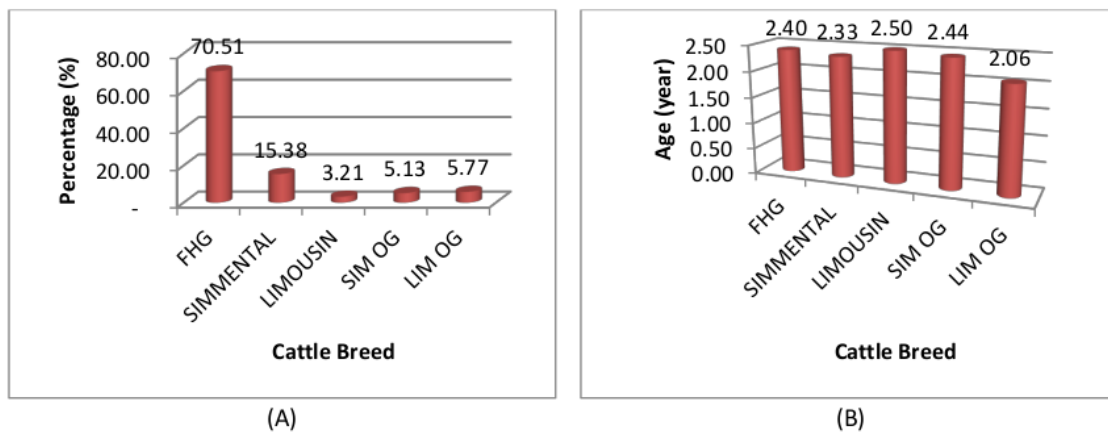 80.00
60.00
40.00
20.00
-
Percentage (%)
70.51
15.38
3.21
5.13
5.77
FHG
SIMMENTAL
LIMOUSIN
SIM OG
LIM OG
Cattle Breed
(A)
2.50
2.00
1.50
1.00
0.50
0.00
Age (year)
2.40
2.33
2.50
2.44
2.06
FHG
SIMMENTAL
LIMOUSIN
SIM OG
LIM OG
Cattle Breed
(B)